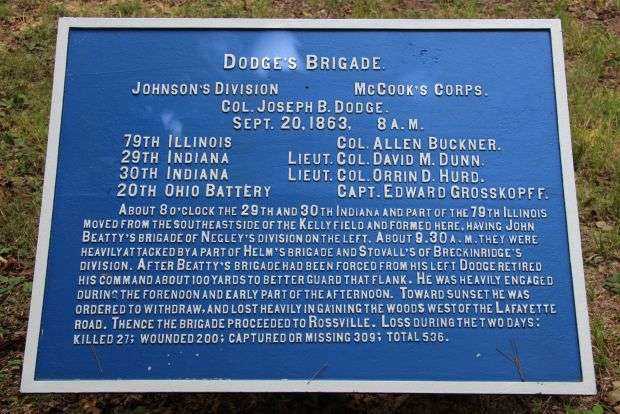 Dodge's Brigade.
Johnson's Division McCook's Corps.
Col. Joseph B. Dodge.
Sept. 20, 1863, 8 A.M.
79th Illinois Col. Allen Buckner.
29th Indiana Lieut. Col. David M. Dunn.
30th Indiana Lieut. Col. Orrin D. Hurd.
20th Ohio Battery Capt. Edward Grosskopff.
About 8 o'clock the 29th and 30th Indiana and part of the 79th Illinois
moved from the southeast side of the Kelly field and formed here, having John
Beatty's brigade of Negley's division on the left. About 9.30 A.M. they were
heavily attacked by a part of Helm's brigade and Stovall's of Breckinridge's
division. After Beatty's brigade had been forced from his left Dodge retired
his command about 100 yards to better guard that flank. He was heavily engaged
during the forenoon and early part of the afternoon. Toward sunset he was
ordered to withdraw, and lost heavily in gaining the woods west of the Lafayette
road. Thence the brigade proceeded to Rossville. Loss during the two days:
killed 27; wounded 200; captured or missing 309; total 536.